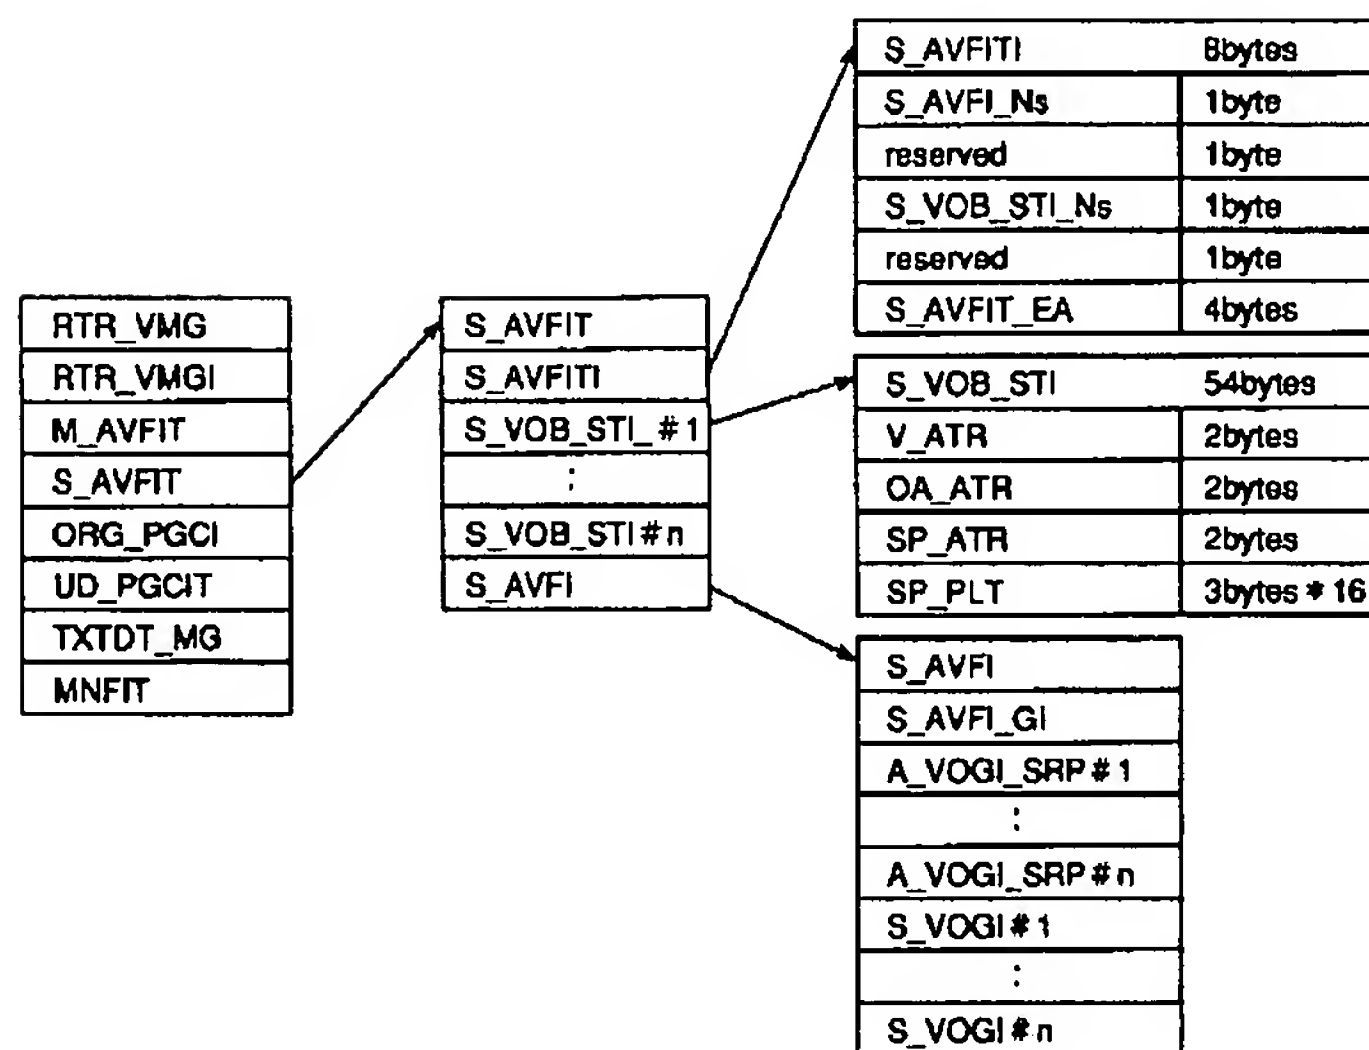 RTR_VMG
RTR_VMGI
M_AVFIT
S_AVFIT
ORG_PGCI
UD_PGCIT
TXTDT_MG
MNFIT
S_AVFIT
S_AVFITI
S_VOB_STI_#1
:
S_VOB_STI#n
S_AVFI
S_AVFITI 8bytes
S_AVFI_Ns 1byte
reserved 1byte
S_VOB_STI_Ns 1byte
reserved 1byte
S_AVFIT_EA 4bytes
S_VOB_STI 54bytes
V_ATR 2bytes
OA_ATR 2bytes
SP_ATR 2bytes
SP_PLT 3bytes*16
S_AVFI
S_AVFI_GI
A_VOGI_SRP#1
:
A_VOGI_SRP#n
S_VOGI#1
:
S_VOGI#n